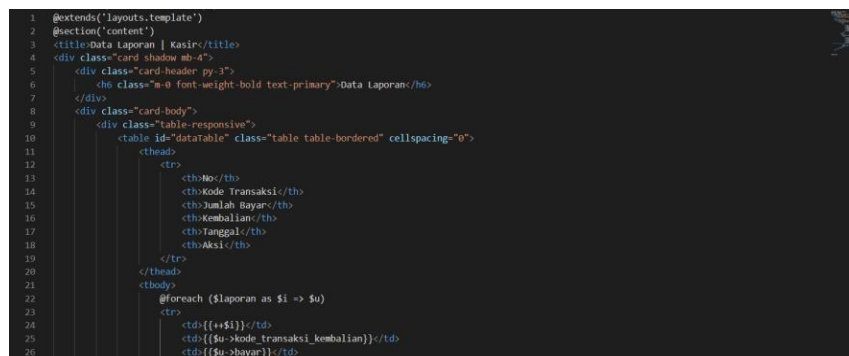 1 @extends('layouts.template')
2 @section('content')
3 <title>Data Laporan | Kasir</title>
4 <div class="card shadow mb-4">
5 <div class="card-header py-3">
6 <h6 class="m-0 font-weight-bold text-primary">Data Laporan</h6>
7 </div>
8 <div class="card-body">
9 <div class="table-responsive">
10 <table id="dataTable" class="table table-bordered" cellspacing="0">
11 <thead>
12 <tr>
13 <th>No</th>
14 <th>Kode Transaksi</th>
15 <th>Jumlah Bayar</th>
16 <th>Kembalian</th>
17 <th>Tanggal</th>
18 <th>Aksi</th>
19 </tr>
20 </thead>
21 <tbody>
22 @foreach ($laporan as $i => $u)
23 <tr>
24 <td>{{++$i}}</td>
25 <td>{{$u->kode_transaksi_kembalian}}</td>
26 <td>{{$u->bayar}}</td>